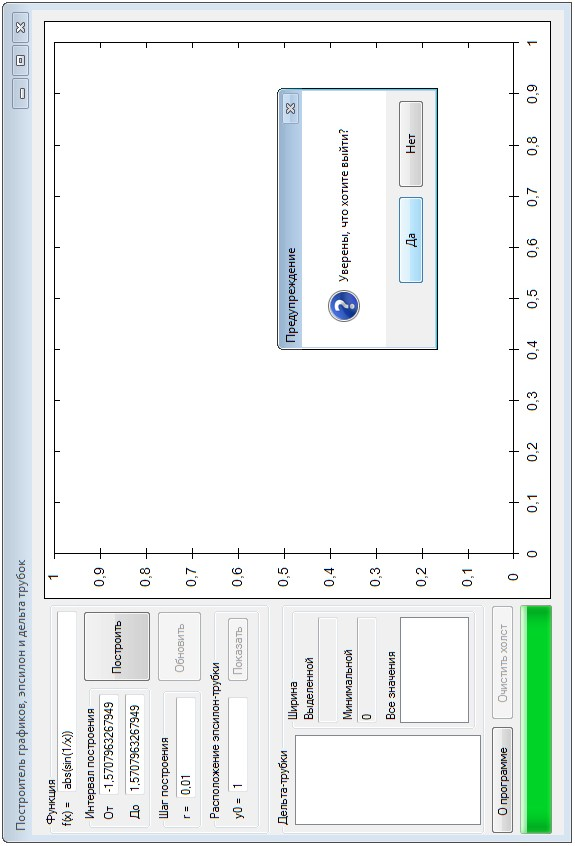 Построитель графиков, эпсилон и дельта трубок
Функция
f(x) = abs(sin(1/x))
Интервал построения
От -1,5707963267949
До 1,5707963267949
Построить
Шаг построения
r = 0,01
Обновить
Расположение эпсилон-трубки
y0 = 1
Показать
Дельта-трубки
Ширина
Выделенной
Минимальной
0
Все значения
О программе
Очистить холст
1
0,9
0,8
0,7
0,6
0,5
0,4
0,3
0,2
0
0 0,1 0,2 0,3 0,4 0,5 0,6 0,7 0,8 0,9 1
Предупреждение
Уверены, что хотите выйти?
Да
Нет